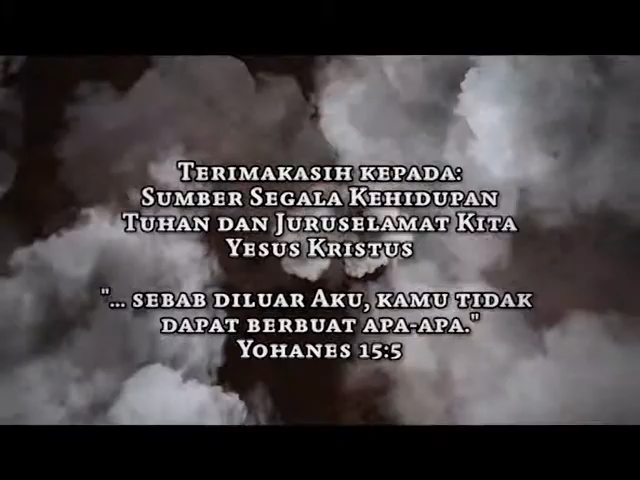 Terimakasih kepada:
Sumber Segala Kehidupan
Tuhan dan Juruselamat Kita
Yesus Kristus
"... sebab diluar Aku, kamu tidak
dapat berbuat apa-apa."
Yohanes 15:5